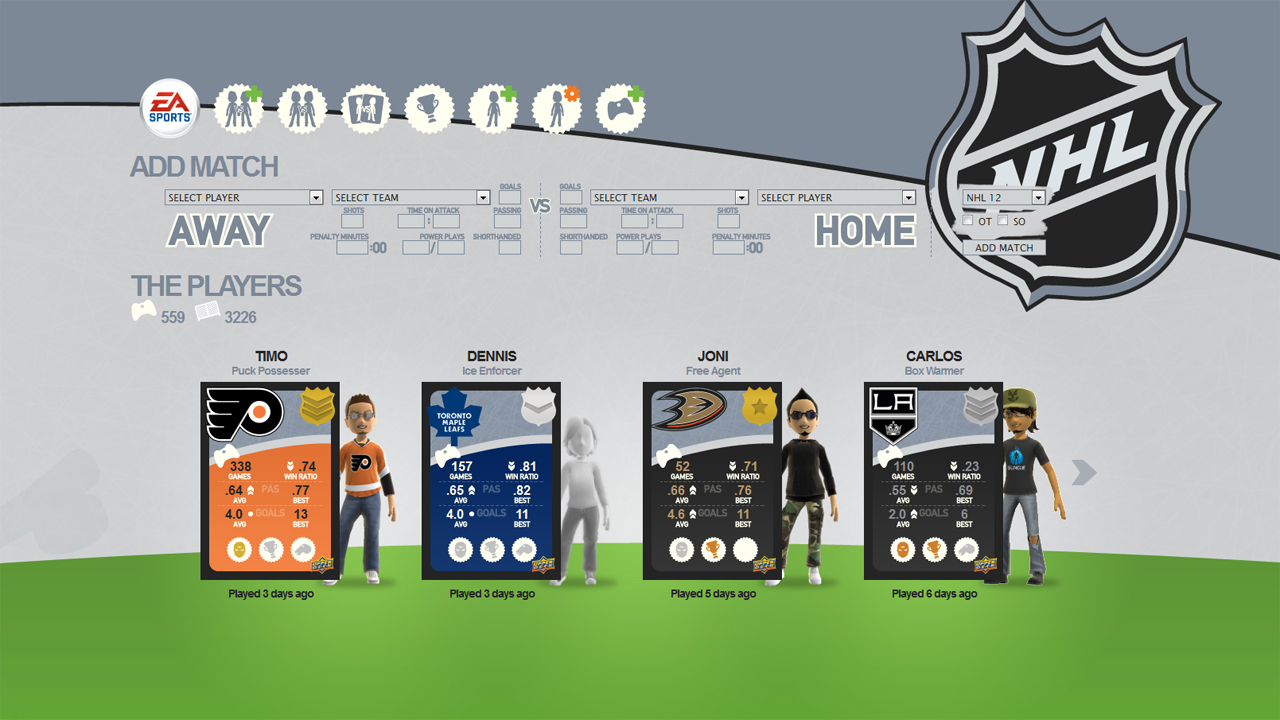 EA
SPORTS
VS
NHL
ADD MATCH
SELECT PLAYER SELECT TEAM GOALS VS GOALS SELECT TEAM SELECT PLAYER NHL 12
SHOTS TIME ON ATTACK : PASSING PASSING TIME ON ATTACK : SHOTS OT SO
AWAY HOME
PENALTY MINUTES :00 POWER PLAYS / SHORTHANDED SHORTHANDED POWER PLAYS / PENALTY MINUTES :00 ADD MATCH
THE PLAYERS
559 3226
TIMO
Puck Possesser
338 .74
GAMES WIN RATIO
.64 PAS .77
AVG BEST
4.0 GOALS 13
AVG BEST
Played 3 days ago
DENNIS
Ice Enforcer
TORONTO
MAPLE
LEAFS
157 .81
GAMES WIN RATIO
.65 PAS .82
AVG BEST
4.0 GOALS 11
AVG BEST
Played 3 days ago
JONI
Free Agent
52 .71
GAMES WIN RATIO
.66 PAS .76
AVG BEST
4.6 GOALS 11
AVG BEST
Played 5 days ago
CARLOS
Box Warmer
LA
110 .23
GAMES WIN RATIO
.55 PAS .69
AVG BEST
2.0 GOALS 6
AVG BEST
Played 6 days ago